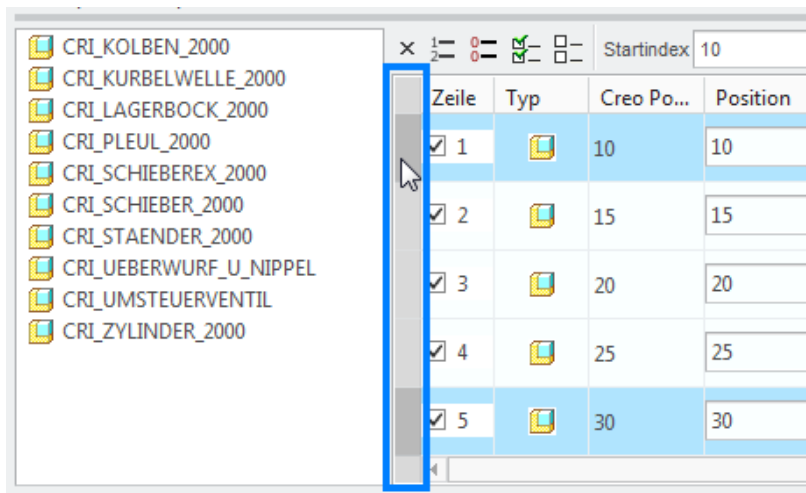 CRI_KOLBEN_2000
CRI_KURBELWELLE_2000
CRI_LAGERBOCK_2000
CRI_PLEUL_2000
CRI_SCHIEBEREX_2000
CRI_SCHIEBER_2000
CRI_STAENDER_2000
CRI_UEBERWURF_U_NIPPEL
CRI_UMSTEUERVENTIL
CRI_ZYLINDER_2000
Startindex 10
Zeile Typ Creo Po... Position
1 10 10
2 15 15
3 20 20
4 25 25
5 30 30